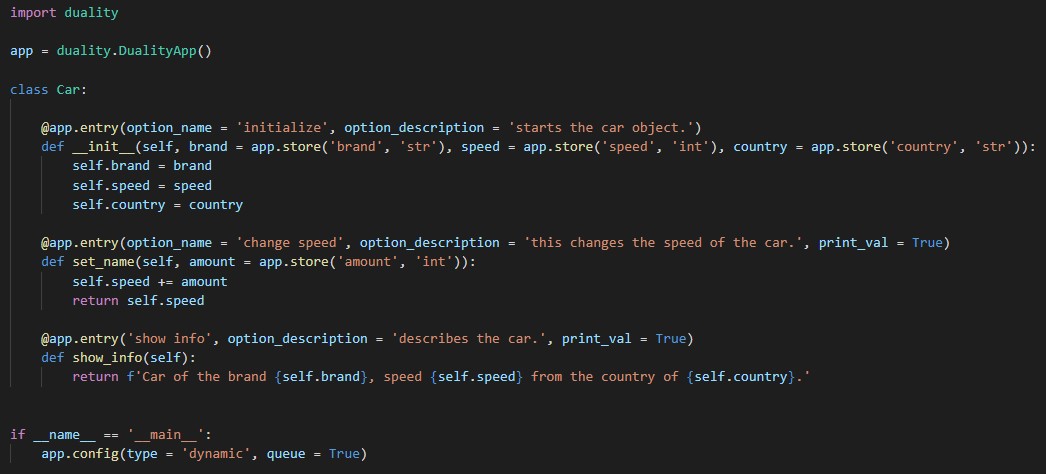 import duality
app = duality.DualityApp()
class Car:
@app.entry(option_name = 'initialize', option_description = 'starts the car object.')
def __init__(self, brand = app.store('brand', 'str'), speed = app.store('speed', 'int'), country = app.store('country', 'str')):
self.brand = brand
self.speed = speed
self.country = country
@app.entry(option_name = 'change speed', option_description = 'this changes the speed of the car.', print_val = True)
def set_name(self, amount = app.store('amount', 'int')):
self.speed += amount
return self.speed
@app.entry('show info', option_description = 'describes the car.', print_val = True)
def show_info(self):
return f'Car of the brand {self.brand}, speed {self.speed} from the country of {self.country}.'
if __name__ == '__main__':
app.config(type = 'dynamic', queue = True)